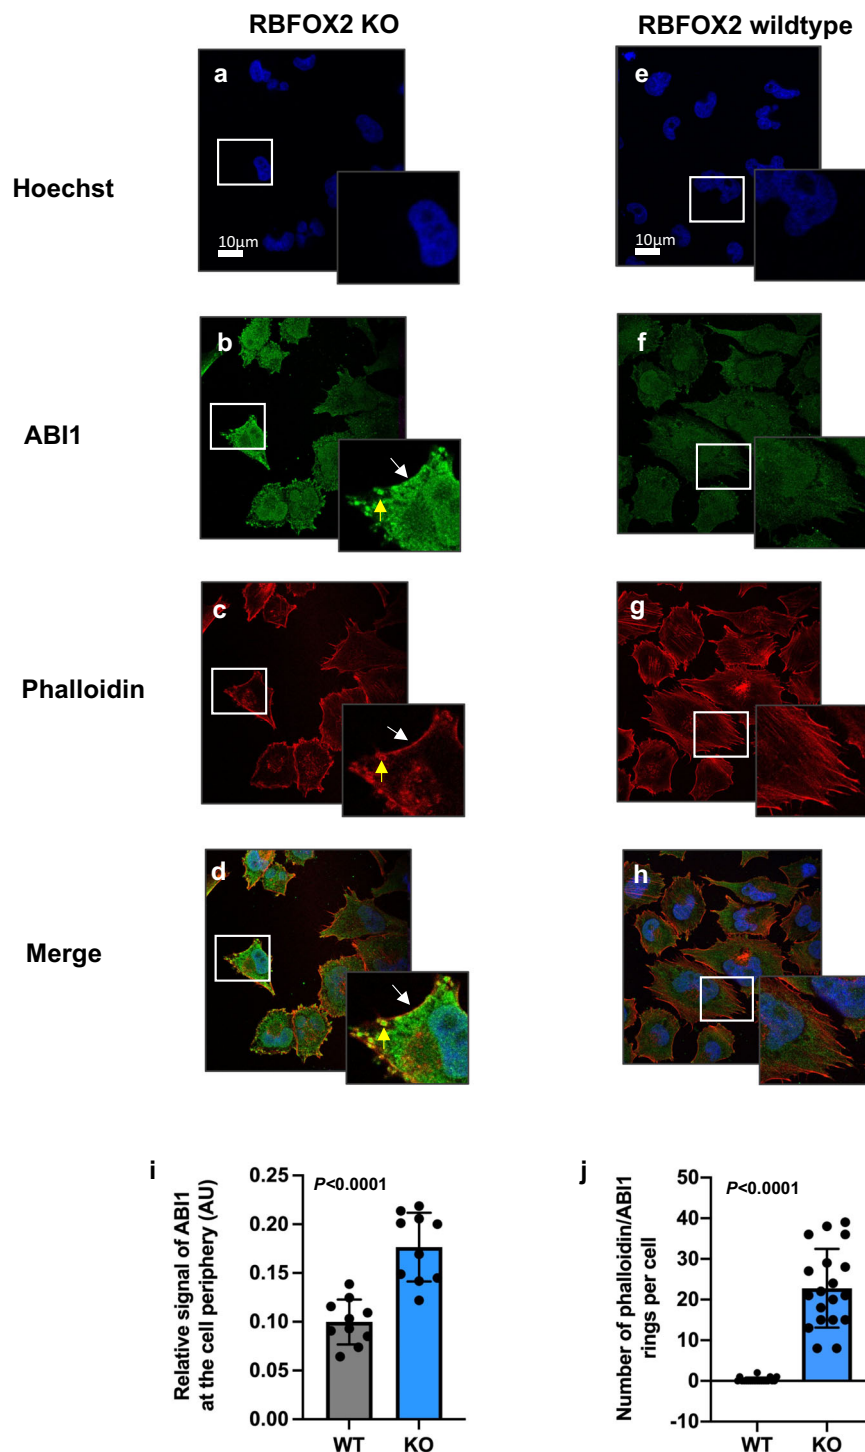 RBFOX2 KO
RBFOX2 wildtype
Hoechst
a
10μm
e
10μm
ABI1
b
f
Phalloidin
c
g
Merge
d
h
i
Relative signal of ABI1
at the cell periphery (AU)
P<0.0001
0.25
0.20
0.15
0.10
0.05
0.00
WT
KO
j
Number of phalloidin/ABI1
rings per cell
P<0.0001
50
40
30
20
10
0
-10
WT
KO